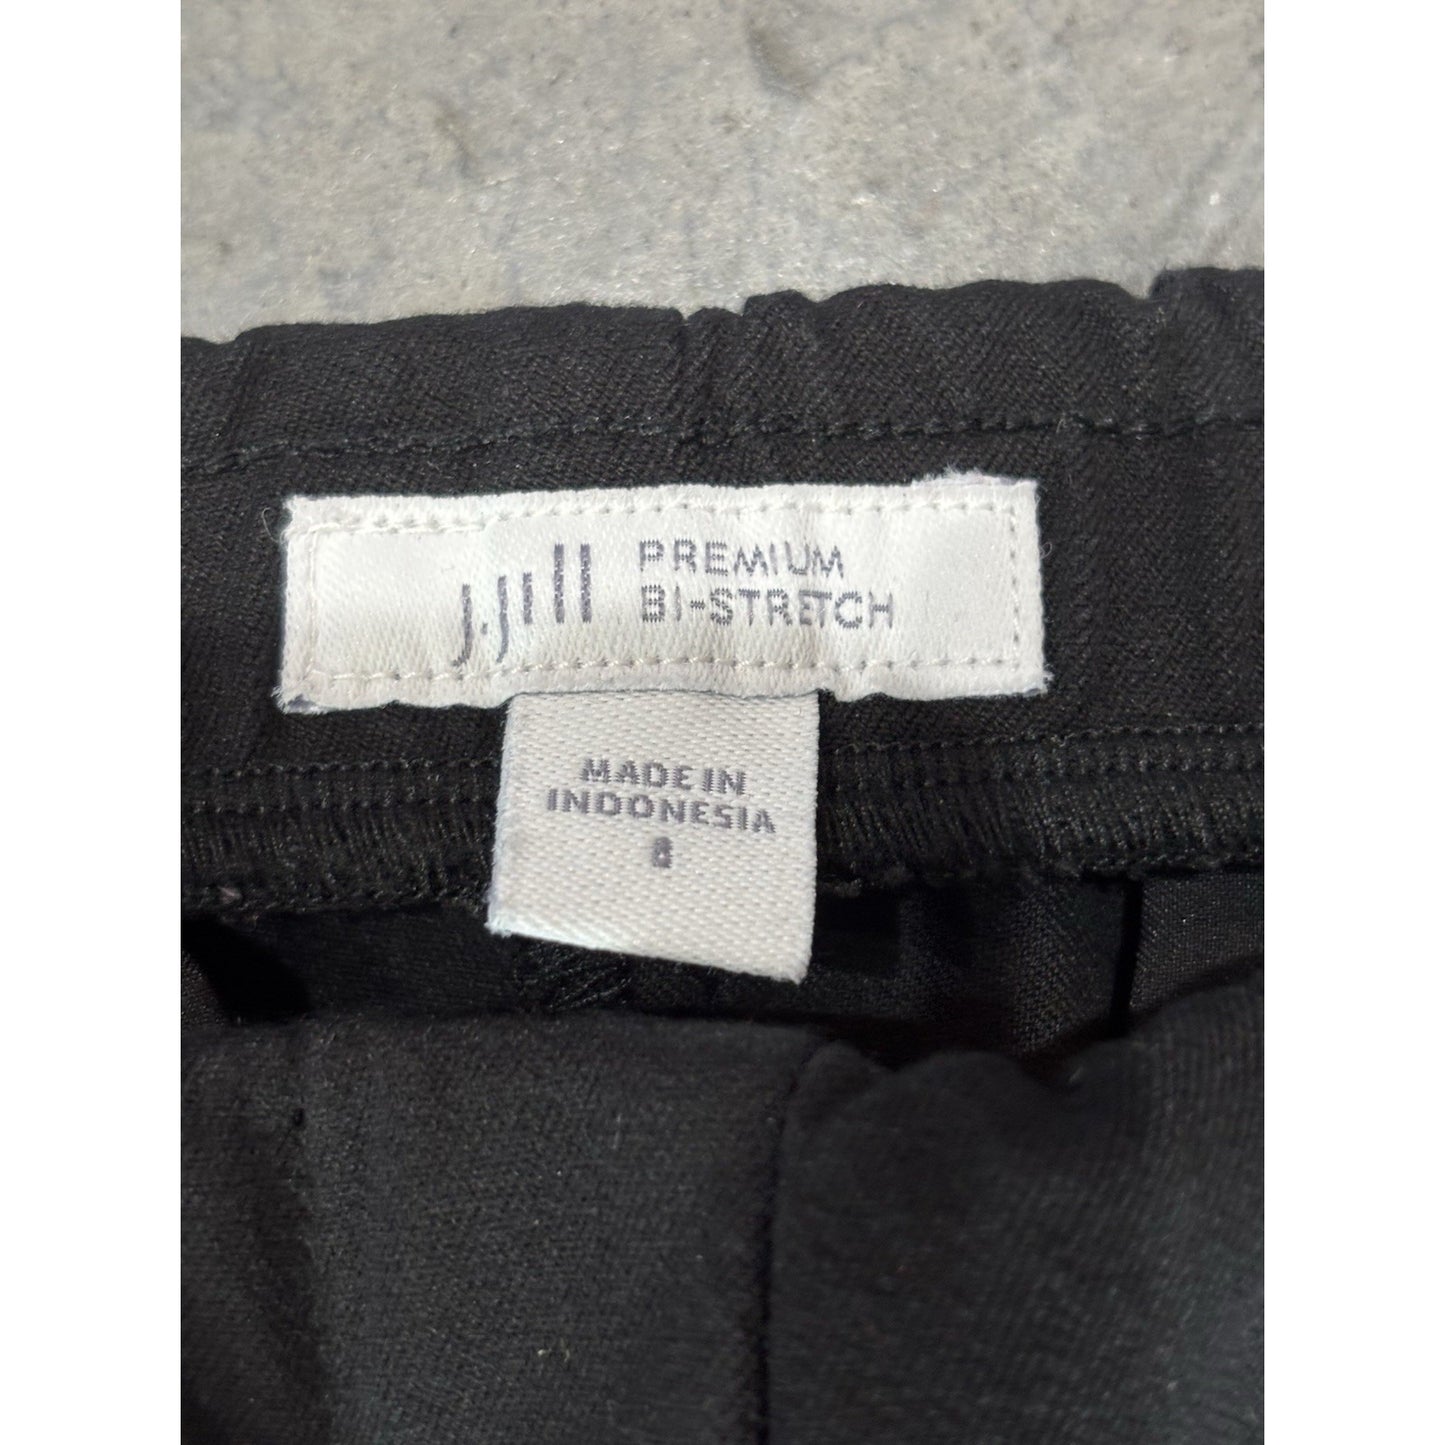 J.Jill
PREMIUM
BI-STRETCH
MADE IN
INDONESIA
8